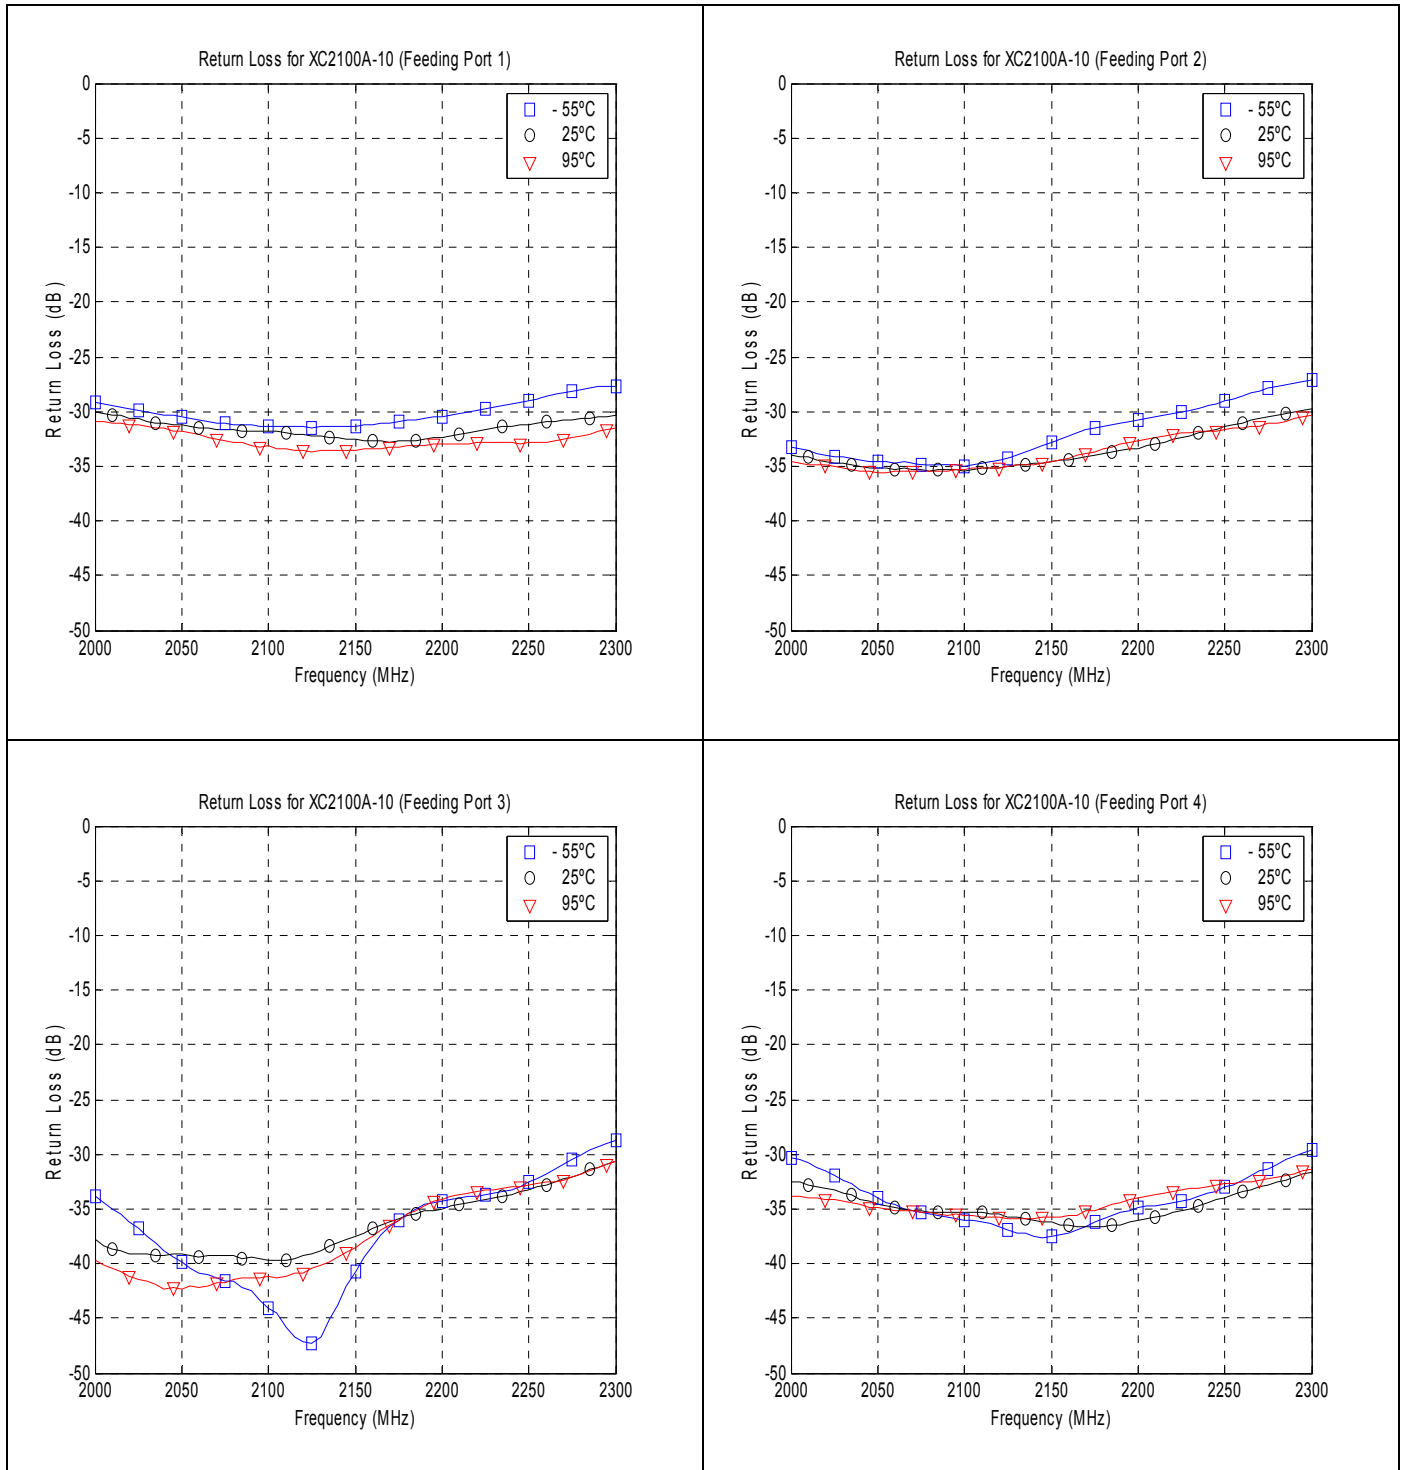 Return Loss for XC2100A-10 (Feeding Port 1)
0
-5
-10
-15
-20
-25
-30
-35
-40
-45
-50
Return Loss (dB)
- 55ºC
25ºC
95ºC
2000 2050 2100 2150 2200 2250 2300
Frequency (MHz)
Return Loss for XC2100A-10 (Feeding Port 2)
0
-5
-10
-15
-20
-25
-30
-35
-40
-45
-50
Return Loss (dB)
- 55ºC
25ºC
95ºC
2000 2050 2100 2150 2200 2250 2300
Frequency (MHz)
Return Loss for XC2100A-10 (Feeding Port 3)
0
-5
-10
-15
-20
-25
-30
-35
-40
-45
-50
Return Loss (dB)
- 55ºC
25ºC
95ºC
2000 2050 2100 2150 2200 2250 2300
Frequency (MHz)
Return Loss for XC2100A-10 (Feeding Port 4)
0
-5
-10
-15
-20
-25
-30
-35
-40
-45
-50
Return Loss (dB)
- 55ºC
25ºC
95ºC
2000 2050 2100 2150 2200 2250 2300
Frequency (MHz)